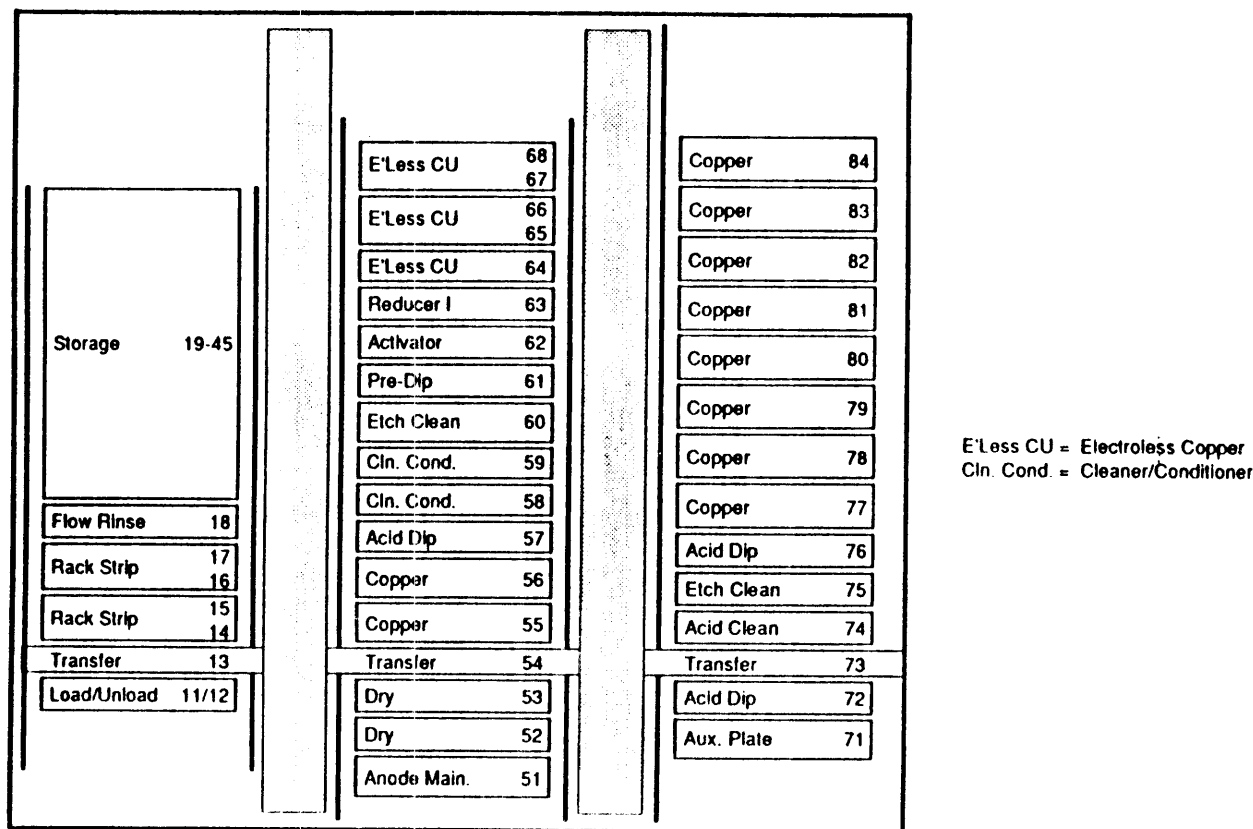 Storage 19-45
Flow Rinse 18
Rack Strip 17
16
Rack Strip 15
14
Transfer 13
Load/Unload 11/12
E'Less CU 68
67
E'Less CU 66
65
E'Less CU 64
Reducer I 63
Activator 62
Pre-Dip 61
Etch Clean 60
Cln. Cond. 59
Cln. Cond. 58
Acid Dip 57
Copper 56
Copper 55
Transfer 54
Dry 53
Dry 52
Anode Main. 51
Copper 84
Copper 83
Copper 82
Copper 81
Copper 80
Copper 79
Copper 78
Copper 77
Acid Dip 76
Etch Clean 75
Acid Clean 74
Transfer 73
Acid Dip 72
Aux. Plate 71
E'Less CU = Electroless Copper
Cln. Cond. = Cleaner/Conditioner